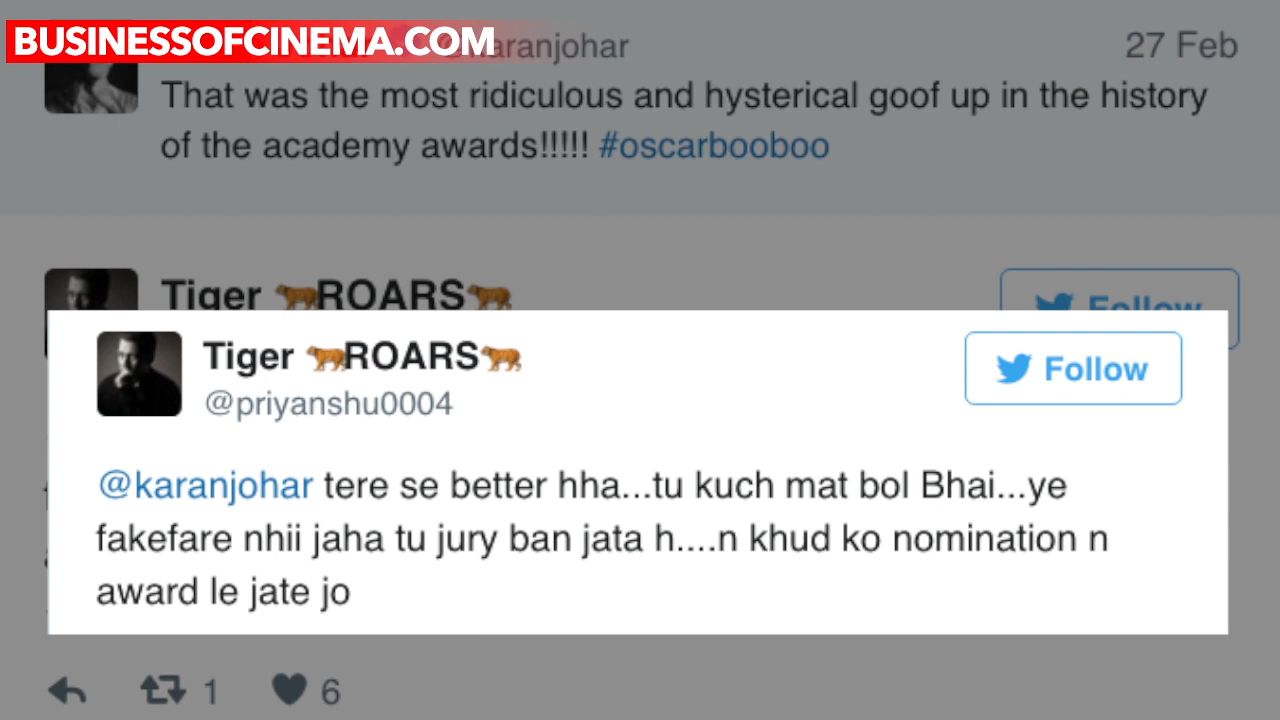 BUSINESSOFCINEMA.COM
aranjohar
27 Feb
That was the most ridiculous and hysterical goof up in the history
of the academy awards!!!!! #oscarbooboo
Tiger 🐅ROARS🐅
Follow
Tiger 🐅ROARS🐅
Follow
@priyanshu0004
@karanjohar tere se better hha...tu kuch mat bol Bhai...ye
fakefare nhii jaha tu jury ban jata h....n khud ko nomination n
award le jate jo
1
6